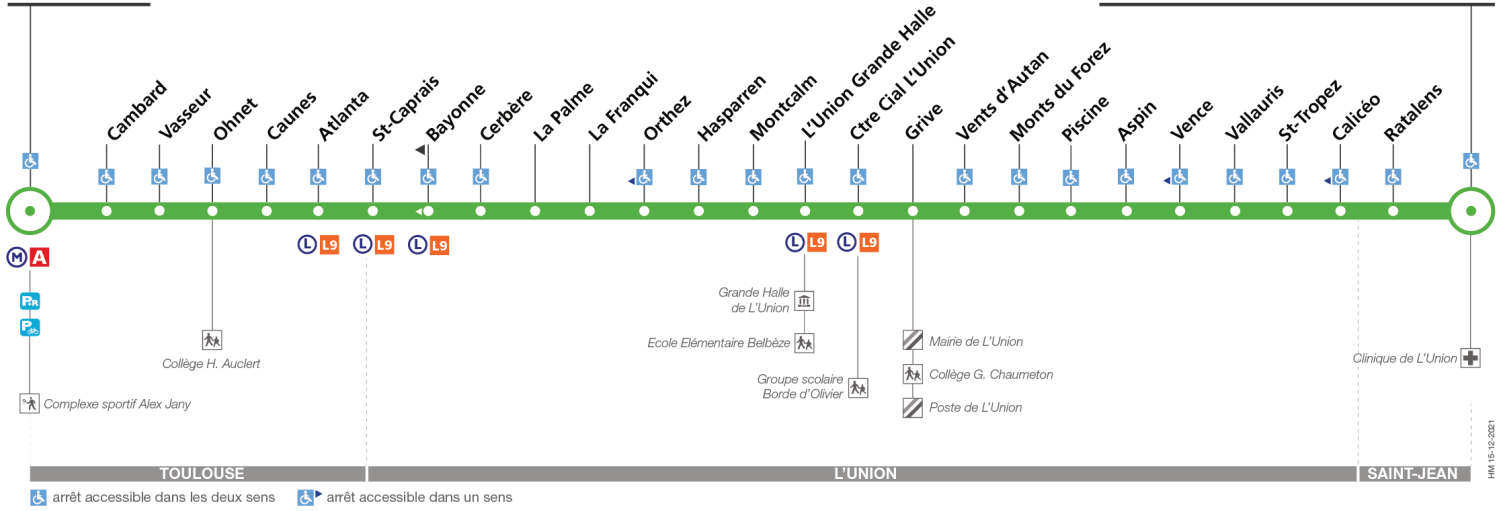 Cambard
Vasseur
Ohnet
Caunes
Atlanta
St-Caprais
Bayonne
Cerbère
La Palme
La Franqui
Orthez
Hasparren
Montcalm
L'Union Grande Halle
Ctre Cial L'Union
Grive
Vents d'Autan
Monts du Forez
Piscine
Aspin
Vence
Vallauris
St-Tropez
Calicéo
Ratalens
M A
L L9
L L9
L L9
L L9
L L9
P+R
P
Grande Halle
de L'Union
Ecole Elémentaire Belbèze
Groupe scolaire
Borde d'Olivier
Collège H. Auclert
Complexe sportif Alex Jany
Mairie de L'Union
Collège G. Chaumeton
Poste de L'Union
Clinique de L'Union
HM 15-12-2021
TOULOUSE
L'UNION
SAINT-JEAN
arrêt accessible dans les deux sens
arrêt accessible dans un sens